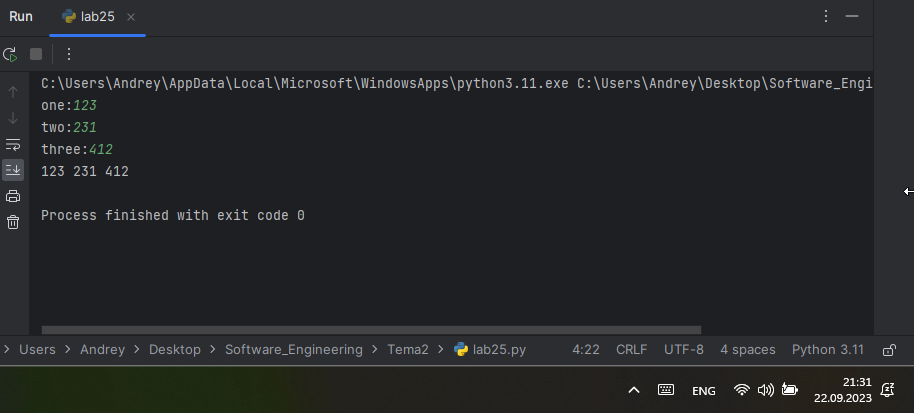 Run lab25
C:\Users\Andrey\AppData\Local\Microsoft\WindowsApps\python3.11.exe C:\Users\Andrey\Desktop\Software_Engi
one:123
two:231
three:412
123 231 412
Process finished with exit code 0
Users > Andrey > Desktop > Software_Engineering > Tema2 > lab25.py 4:22 CRLF UTF-8 4 spaces Python 3.11
ENG 21:31
22.09.2023